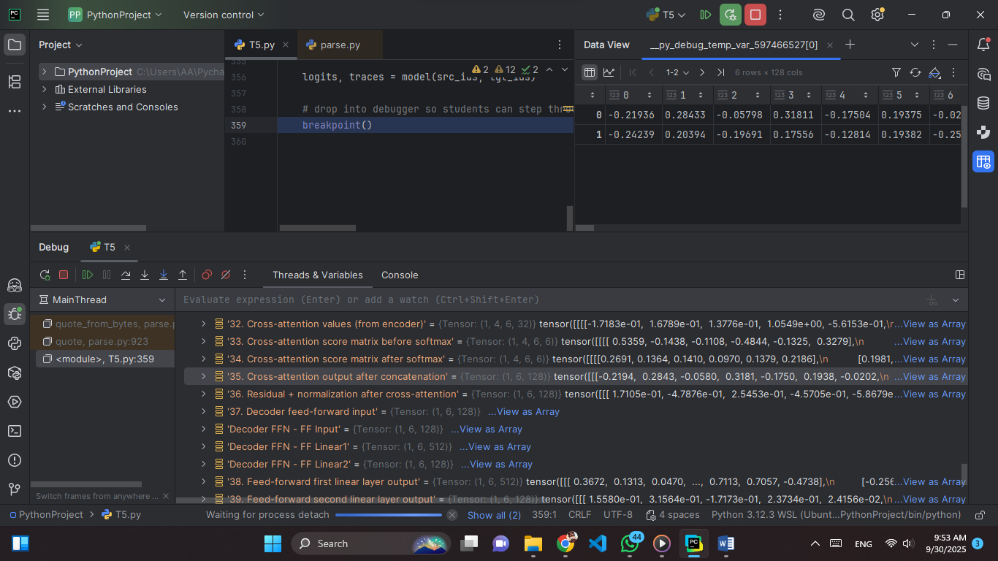 PC
PP PythonProject
Version control
T5
Project
PythonProject C:\Users\AA\Pycha
External Libraries
Scratches and Consoles
T5.py
parse.py
2 12 2
356 logits, traces = model(src_ids, tgt_ids)
357
358 # drop into debugger so students can step thr
359 breakpoint()
360
Data View
__py_debug_temp_var_597466527[0]
1-2
6 rows × 128 cols
0 1 2 3 4 5 6
0 -0.21936 0.28433 -0.05798 0.31811 -0.17504 0.19375 -0.02
1 -0.24239 0.20394 -0.19691 0.17556 -0.12814 0.19382 -0.25
Debug
T5
Threads & Variables
Console
MainThread
Evaluate expression (Enter) or add a watch (Ctrl+Shift+Enter)
quote_from_bytes, parse.p
quote, parse.py:923
<module>, T5.py:359
'32. Cross-attention values (from encoder)' = {Tensor: (1, 4, 6, 32)} tensor([[[[-1.7183e-01, 1.6789e-01, 1.3776e-01, 1.0549e+00, -5.6153e-01,\n ...View as Array
'33. Cross-attention score matrix before softmax' = {Tensor: (1, 4, 6, 6)} tensor([[[[ 0.5359, -0.1438, -0.1108, -0.4844, -0.1325, 0.3279],\n ...View as Array
'34. Cross-attention score matrix after softmax' = {Tensor: (1, 4, 6, 6)} tensor([[[[0.2691, 0.1364, 0.1410, 0.0970, 0.1379, 0.2186],\n [0.1981, ...View as Array
'35. Cross-attention output after concatenation' = {Tensor: (1, 6, 128)} tensor([[[-0.2194, 0.2843, -0.0580, 0.3181, -0.1750, 0.1938, -0.0202,\n ...View as Array
'36. Residual + normalization after cross-attention' = {Tensor: (1, 6, 128)} tensor([[[ 1.7105e-01, -4.7876e-01, 2.5453e-01, -4.5705e-01, -5.8679e- ...View as Array
'37. Decoder feed-forward input' = {Tensor: (1, 6, 128)} ...View as Array
'Decoder FFN - FF Input' = {Tensor: (1, 6, 128)} ...View as Array
'Decoder FFN - FF Linear1' = {Tensor: (1, 6, 512)} ...View as Array
'Decoder FFN - FF Linear2' = {Tensor: (1, 6, 128)} ...View as Array
'38. Feed-forward first linear layer output' = {Tensor: (1, 6, 512)} tensor([[[ 0.3672, 0.1313, 0.0470, ..., 0.7113, 0.7057, -0.4738],\n [-0.256 ...View as Array
'39. Feed-forward second linear layer output' = {Tensor: (1, 6, 128)} tensor([[[ 1.5580e-01, 3.1564e-01, -1.7173e-01, 2.3734e-01, 2.4156e-02,\n ...View as Array
Switch frames from anywhere ...
PythonProject
T5.py
Waiting for process detach
Show all (2)
359:1
CRLF
UTF-8
4 spaces
Python 3.12.3 WSL (Ubunt...PythonProject/bin/python)
Search
44
ENG
9:53 AM
9/30/2025
3